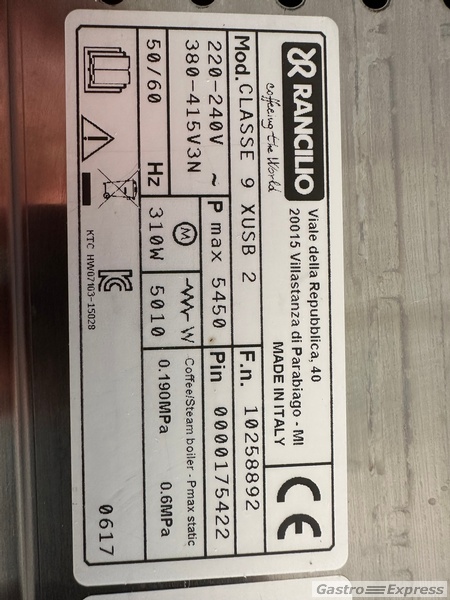 RANCILIO
coffeeing the World
Viale della Repubblica, 40
20015 Villastanza di Parabiago - MI
MADE IN ITALY
CE
Mod. CLASSE 9 XUSB 2
F.n. 10258892
220-240V ~
380-415V3N
P max 5450
Pin 0000175422
50/60 Hz
M
310W
W
5010
Coffee/Steam boiler - Pmax static
0.190MPa 0.6MPa
KTC HW07103-15028
0617
Gastro Express